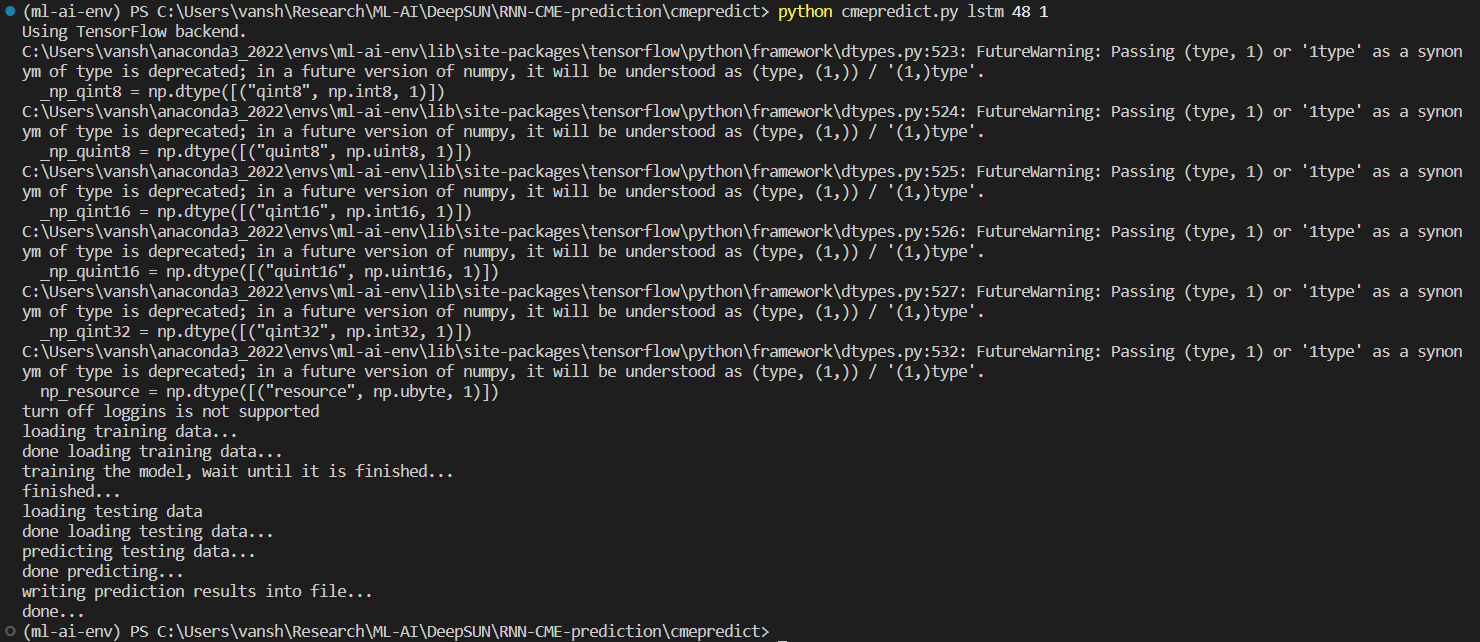 (ml-ai-env) PS C:\Users\vansh\Research\ML-AI\DeepSUN\RNN-CME-prediction\cmepredict> python cmepredict.py lstm 48 1
Using TensorFlow backend.
C:\Users\vansh\anaconda3_2022\envs\ml-ai-env\lib\site-packages\tensorflow\python\framework\dtypes.py:523: FutureWarning: Passing (type, 1) or '1type' as a synon
ym of type is deprecated; in a future version of numpy, it will be understood as (type, (1,)) / '(1,)type'.
  _np_qint8 = np.dtype([("qint8", np.int8, 1)])
C:\Users\vansh\anaconda3_2022\envs\ml-ai-env\lib\site-packages\tensorflow\python\framework\dtypes.py:524: FutureWarning: Passing (type, 1) or '1type' as a synon
ym of type is deprecated; in a future version of numpy, it will be understood as (type, (1,)) / '(1,)type'.
  _np_quint8 = np.dtype([("quint8", np.uint8, 1)])
C:\Users\vansh\anaconda3_2022\envs\ml-ai-env\lib\site-packages\tensorflow\python\framework\dtypes.py:525: FutureWarning: Passing (type, 1) or '1type' as a synon
ym of type is deprecated; in a future version of numpy, it will be understood as (type, (1,)) / '(1,)type'.
  _np_qint16 = np.dtype([("qint16", np.int16, 1)])
C:\Users\vansh\anaconda3_2022\envs\ml-ai-env\lib\site-packages\tensorflow\python\framework\dtypes.py:526: FutureWarning: Passing (type, 1) or '1type' as a synon
ym of type is deprecated; in a future version of numpy, it will be understood as (type, (1,)) / '(1,)type'.
  _np_quint16 = np.dtype([("quint16", np.uint16, 1)])
C:\Users\vansh\anaconda3_2022\envs\ml-ai-env\lib\site-packages\tensorflow\python\framework\dtypes.py:527: FutureWarning: Passing (type, 1) or '1type' as a synon
ym of type is deprecated; in a future version of numpy, it will be understood as (type, (1,)) / '(1,)type'.
  _np_qint32 = np.dtype([("qint32", np.int32, 1)])
C:\Users\vansh\anaconda3_2022\envs\ml-ai-env\lib\site-packages\tensorflow\python\framework\dtypes.py:532: FutureWarning: Passing (type, 1) or '1type' as a synon
ym of type is deprecated; in a future version of numpy, it will be understood as (type, (1,)) / '(1,)type'.
  np_resource = np.dtype([("resource", np.ubyte, 1)])
turn off loggins is not supported
loading training data...
done loading training data...
training the model, wait until it is finished...
finished...
loading testing data
done loading testing data...
predicting testing data...
done predicting...
writing prediction results into file...
done...
(ml-ai-env) PS C:\Users\vansh\Research\ML-AI\DeepSUN\RNN-CME-prediction\cmepredict>